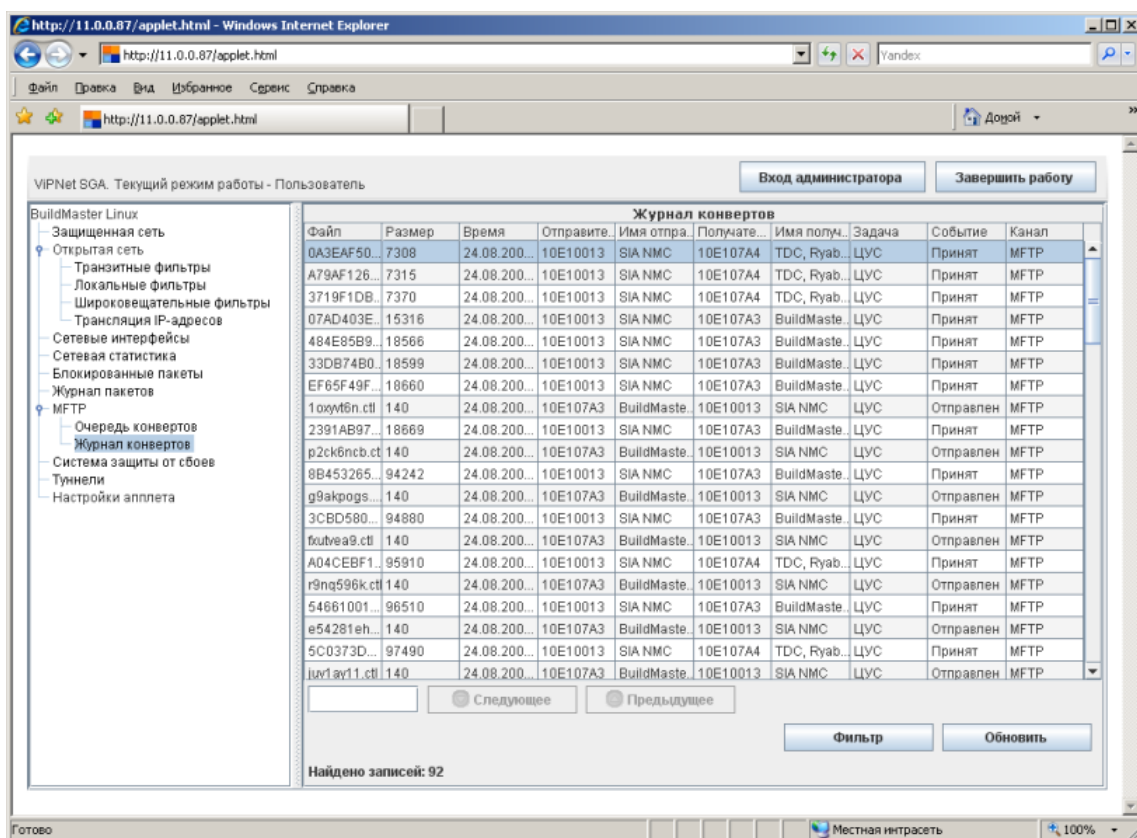 http://11.0.0.87/applet.html - Windows Internet Explorer
http://11.0.0.87/applet.html Yandex
Файл Правка Вид Избранное Сервис Справка
http://11.0.0.87/applet.html Домой »
ViPNet SGA. Текущий режим работы - Пользователь Вход администратора Завершить работу
BuildMaster Linux
Защищенная сеть
Открытая сеть
Транзитные фильтры
Локальные фильтры
Широковещательные фильтры
Трансляция IP-адресов
Сетевые интерфейсы
Сетевая статистика
Блокированные пакеты
Журнал пакетов
MFTP
Очередь конвертов
Журнал конвертов
Система защиты от сбоев
Туннели
Настройки апплета
Журнал конвертов
Файл Размер Время Отправите... Имя отпра... Получате... Имя получ... Задача Событие Канал
0A3EAF50... 7308 24.08.200... 10E10013 SIA NMC 10E107A4 TDC, Ryab... ЦУС Принят MFTP
A79AF126... 7315 24.08.200... 10E10013 SIA NMC 10E107A4 TDC, Ryab... ЦУС Принят MFTP
3719F1DB... 7370 24.08.200... 10E10013 SIA NMC 10E107A4 TDC, Ryab... ЦУС Принят MFTP
07AD403E... 15316 24.08.200... 10E10013 SIA NMC 10E107A3 BuildMaste... ЦУС Принят MFTP
484E85B9... 18566 24.08.200... 10E10013 SIA NMC 10E107A3 BuildMaste... ЦУС Принят MFTP
33DB74B0... 18599 24.08.200... 10E10013 SIA NMC 10E107A3 BuildMaste... ЦУС Принят MFTP
EF65F49F... 18660 24.08.200... 10E10013 SIA NMC 10E107A3 BuildMaste... ЦУС Принят MFTP
1oxyvt6n.ctl 140 24.08.200... 10E107A3 BuildMaste... 10E10013 SIA NMC ЦУС Отправлен MFTP
2391AB97... 18669 24.08.200... 10E10013 SIA NMC 10E107A3 BuildMaste... ЦУС Принят MFTP
p2ck6ncb.ct 140 24.08.200... 10E107A3 BuildMaste... 10E10013 SIA NMC ЦУС Отправлен MFTP
8B453265... 94242 24.08.200... 10E10013 SIA NMC 10E107A3 BuildMaste... ЦУС Принят MFTP
g9akpogs.... 140 24.08.200... 10E107A3 BuildMaste... 10E10013 SIA NMC ЦУС Отправлен MFTP
3CBD580... 94880 24.08.200... 10E10013 SIA NMC 10E107A3 BuildMaste... ЦУС Принят MFTP
fxutvea9.ctl 140 24.08.200... 10E107A3 BuildMaste... 10E10013 SIA NMC ЦУС Отправлен MFTP
A04CEBF1... 95910 24.08.200... 10E10013 SIA NMC 10E107A4 TDC, Ryab... ЦУС Принят MFTP
r9nq596k.ctl 140 24.08.200... 10E107A3 BuildMaste... 10E10013 SIA NMC ЦУС Отправлен MFTP
54661001... 96510 24.08.200... 10E10013 SIA NMC 10E107A3 BuildMaste... ЦУС Принят MFTP
e54281eh... 140 24.08.200... 10E107A3 BuildMaste... 10E10013 SIA NMC ЦУС Отправлен MFTP
5C0373D... 97490 24.08.200... 10E10013 SIA NMC 10E107A4 TDC, Ryab... ЦУС Принят MFTP
juv1ay11.ctl 140 24.08.200... 10E107A3 BuildMaste... 10E10013 SIA NMC ЦУС Отправлен MFTP
Следующее Предыдущее
Фильтр Обновить
Найдено записей: 92
Готово Местная интрасеть 100%